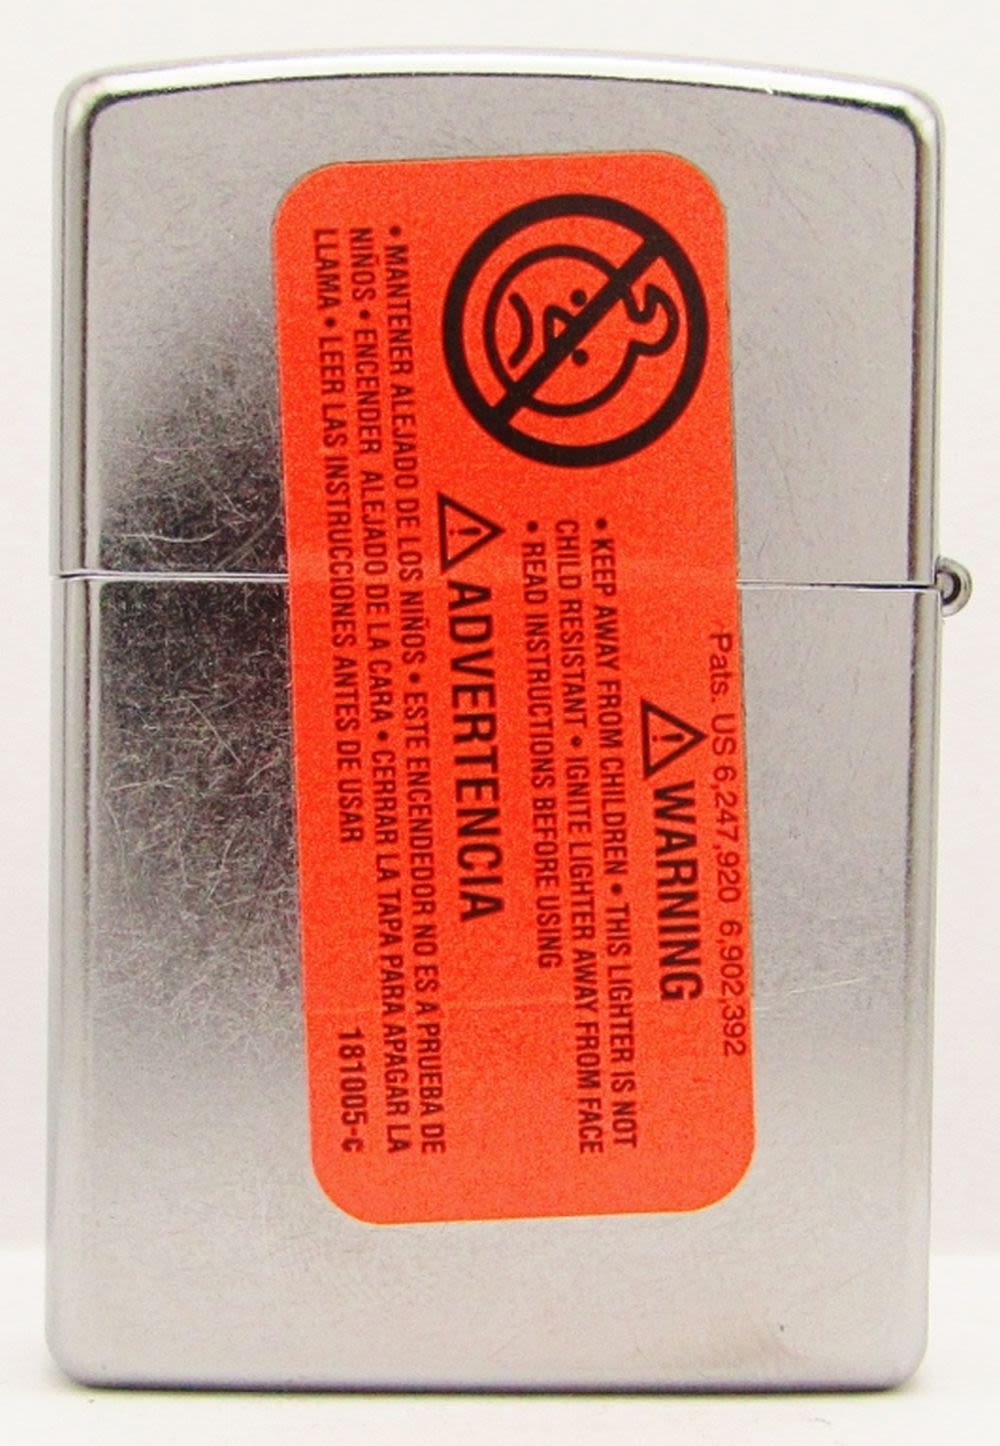 Pats. US 6,247,920 6,902,392
WARNING
• KEEP AWAY FROM CHILDREN • THIS LIGHTER IS NOT
CHILD RESISTANT • IGNITE LIGHTER AWAY FROM FACE
• READ INSTRUCTIONS BEFORE USING
ADVERTENCIA
• MANTENER ALEJADO DE LOS NIÑOS • ESTE ENCENDEDOR NO ES A PRUEBA DE
NIÑOS • ENCENDER ALEJADO DE LA CARA • CERRAR LA TAPA PARA APAGAR LA
LLAMA • LEER LAS INSTRUCCIONES ANTES DE USAR 181005-C